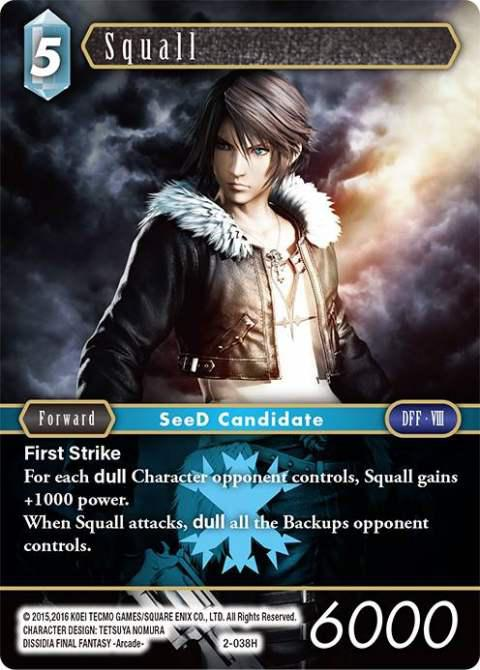 5
Squall
Forward
SeeD Candidate
DFF · VIII
First Strike
For each dull Character opponent controls, Squall gains
+1000 power.
When Squall attacks, dull all the Backups opponent
controls.
© 2015,2016 KOEI TECMO GAMES/SQUARE ENIX CO., LTD. All Rights Reserved.
CHARACTER DESIGN: TETSUYA NOMURA
DISSIDIA FINAL FANTASY -Arcade-
2-038H
6000